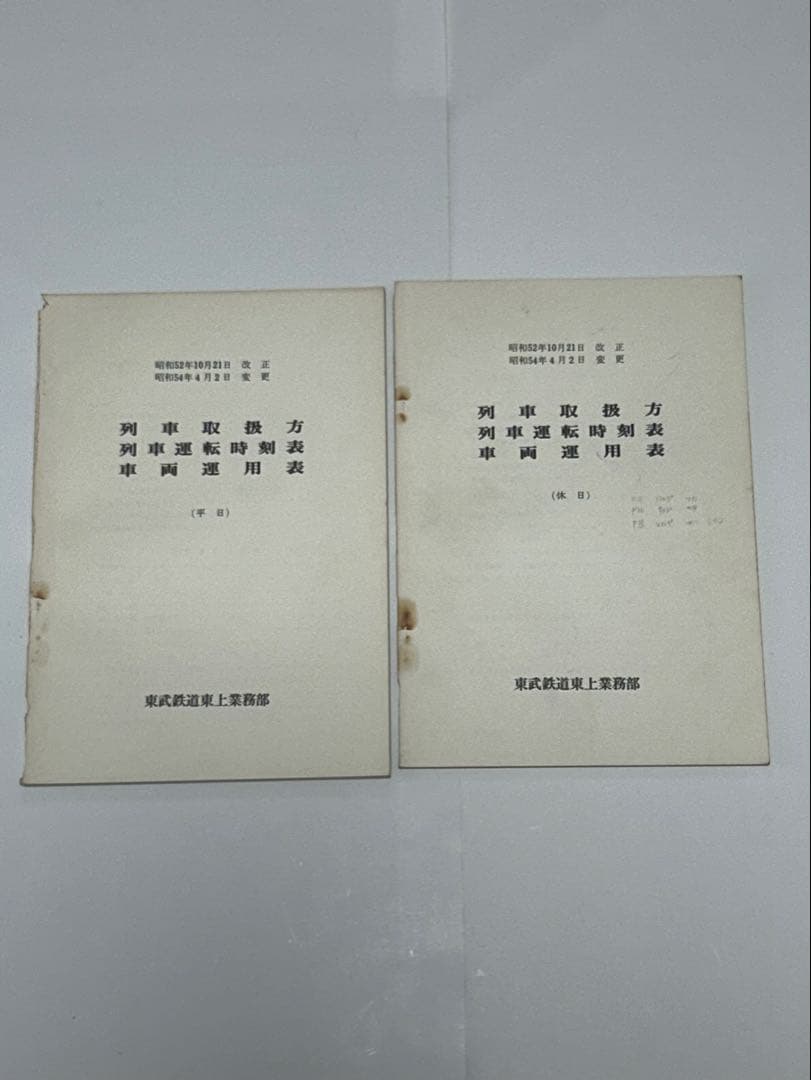 昭和52年10月21日 改正
昭和54年4月2日 変更
列車取扱方
列車運転時刻表
車両運用表
(平日)
東武鉄道東上業務部
昭和52年10月21日 改正
昭和54年4月2日 変更
列車取扱方
列車運転時刻表
車両運用表
(休日)
東武鉄道東上業務部